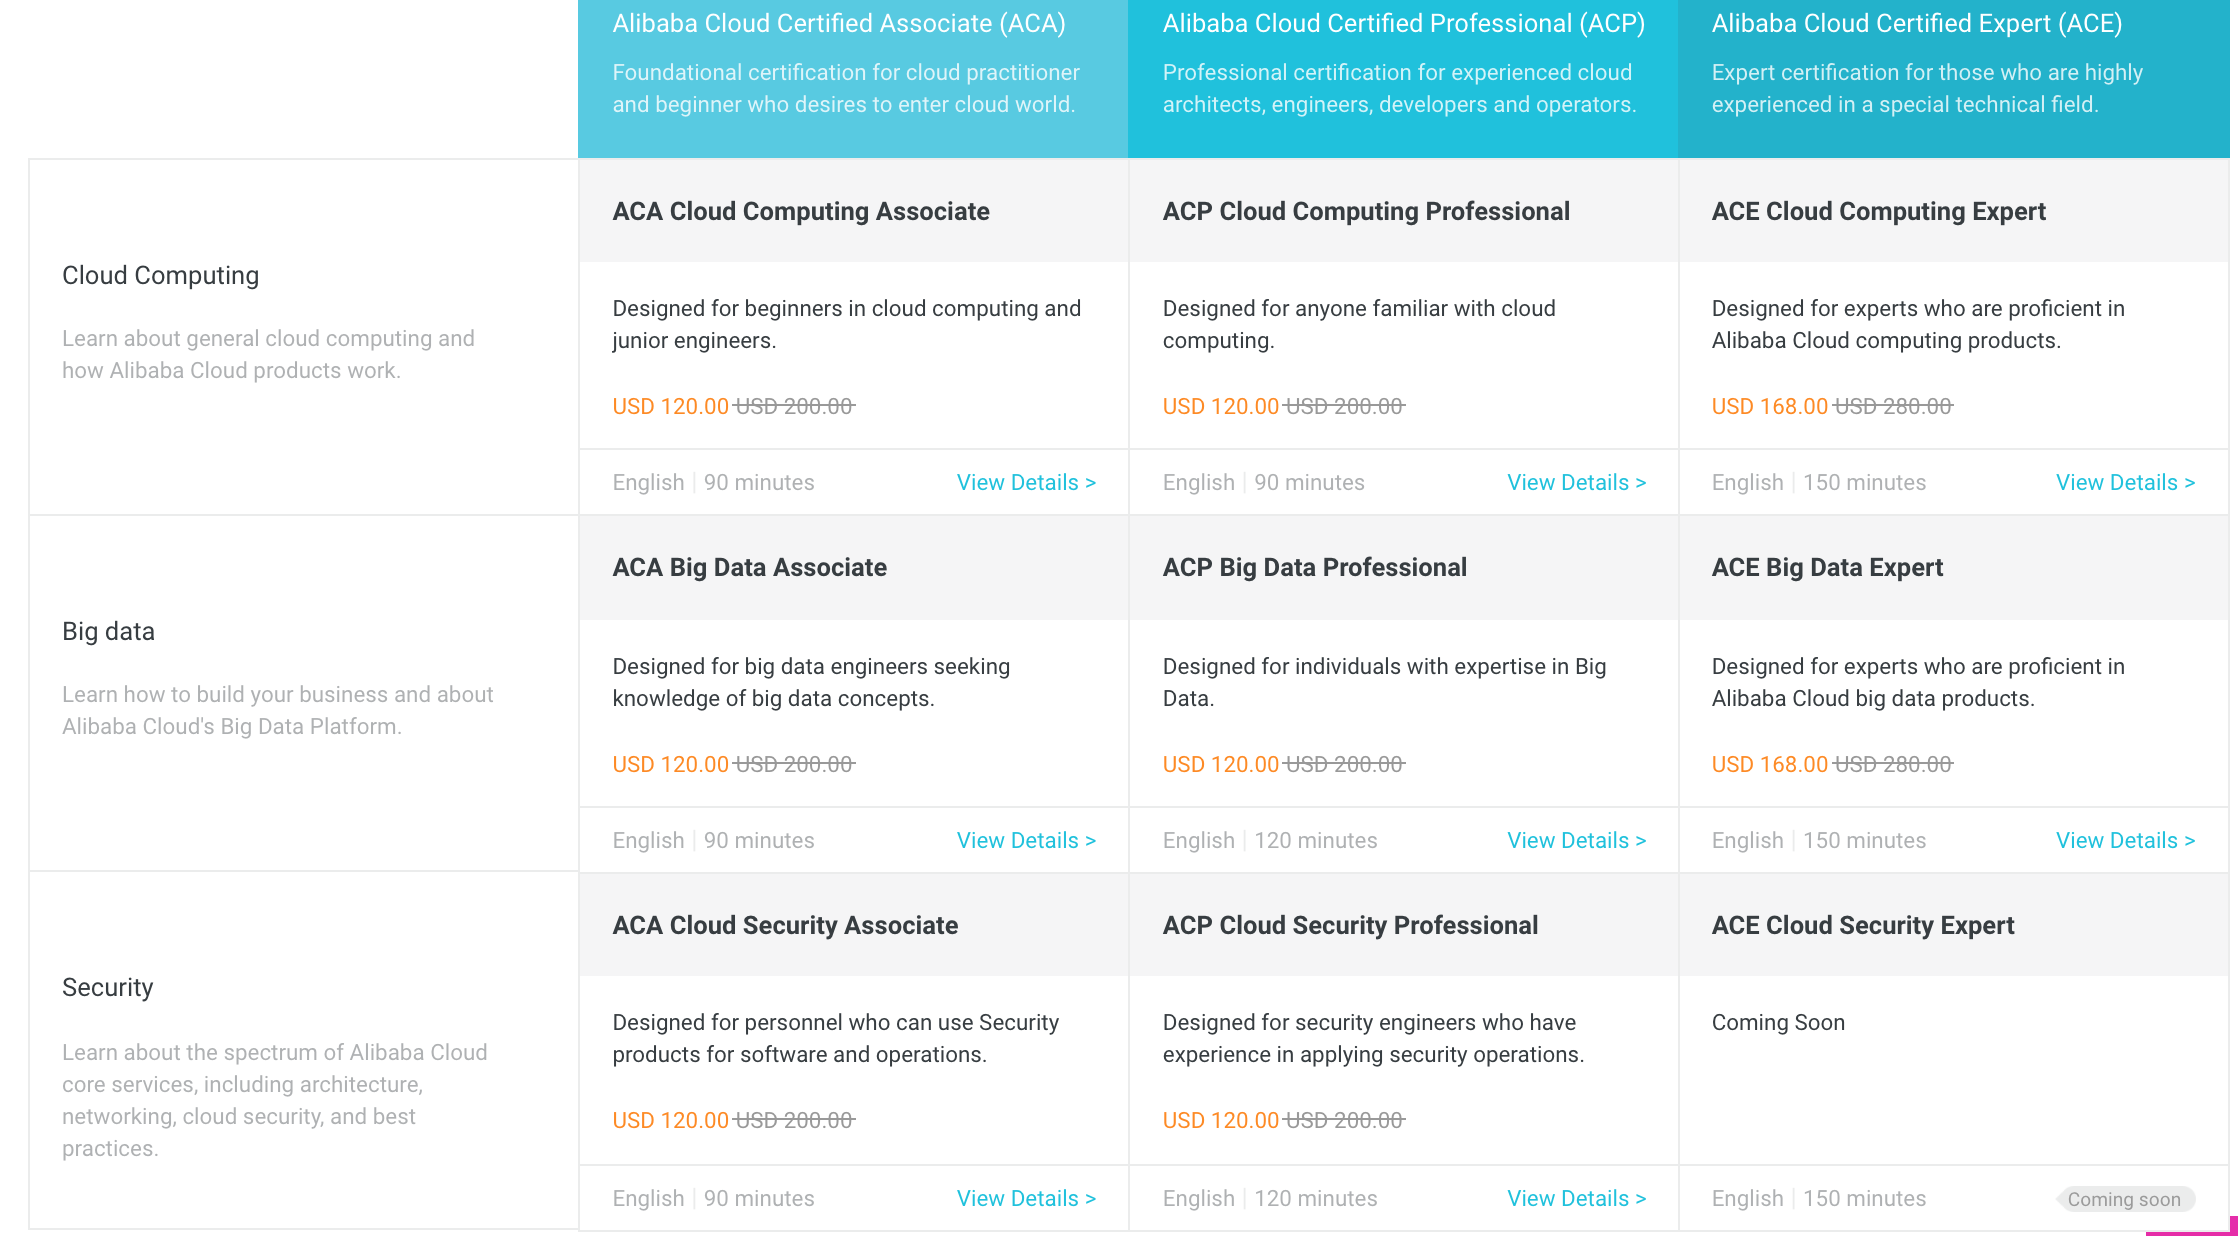 Alibaba Cloud Certified Associate (ACA)
Foundational certification for cloud practitioner
and beginner who desires to enter cloud world.
Alibaba Cloud Certified Professional (ACP)
Professional certification for experienced cloud
architects, engineers, developers and operators.
Alibaba Cloud Certified Expert (ACE)
Expert certification for those who are highly
experienced in a special technical field.
Cloud Computing
Learn about general cloud computing and
how Alibaba Cloud products work.
ACA Cloud Computing Associate
Designed for beginners in cloud computing and
junior engineers.
USD 120.00 USD 200.00
English | 90 minutes View Details >
ACP Cloud Computing Professional
Designed for anyone familiar with cloud
computing.
USD 120.00 USD 200.00
English | 90 minutes View Details >
ACE Cloud Computing Expert
Designed for experts who are proficient in
Alibaba Cloud computing products.
USD 168.00 USD 280.00
English | 150 minutes View Details >
Big data
Learn how to build your business and about
Alibaba Cloud's Big Data Platform.
ACA Big Data Associate
Designed for big data engineers seeking
knowledge of big data concepts.
USD 120.00 USD 200.00
English | 90 minutes View Details >
ACP Big Data Professional
Designed for individuals with expertise in Big
Data.
USD 120.00 USD 200.00
English | 120 minutes View Details >
ACE Big Data Expert
Designed for experts who are proficient in
Alibaba Cloud big data products.
USD 168.00 USD 280.00
English | 150 minutes View Details >
Security
Learn about the spectrum of Alibaba Cloud
core services, including architecture,
networking, cloud security, and best
practices.
ACA Cloud Security Associate
Designed for personnel who can use Security
products for software and operations.
USD 120.00 USD 200.00
English | 90 minutes View Details >
ACP Cloud Security Professional
Designed for security engineers who have
experience in applying security operations.
USD 120.00 USD 200.00
English | 120 minutes View Details >
ACE Cloud Security Expert
Coming Soon
English | 150 minutes Coming soon